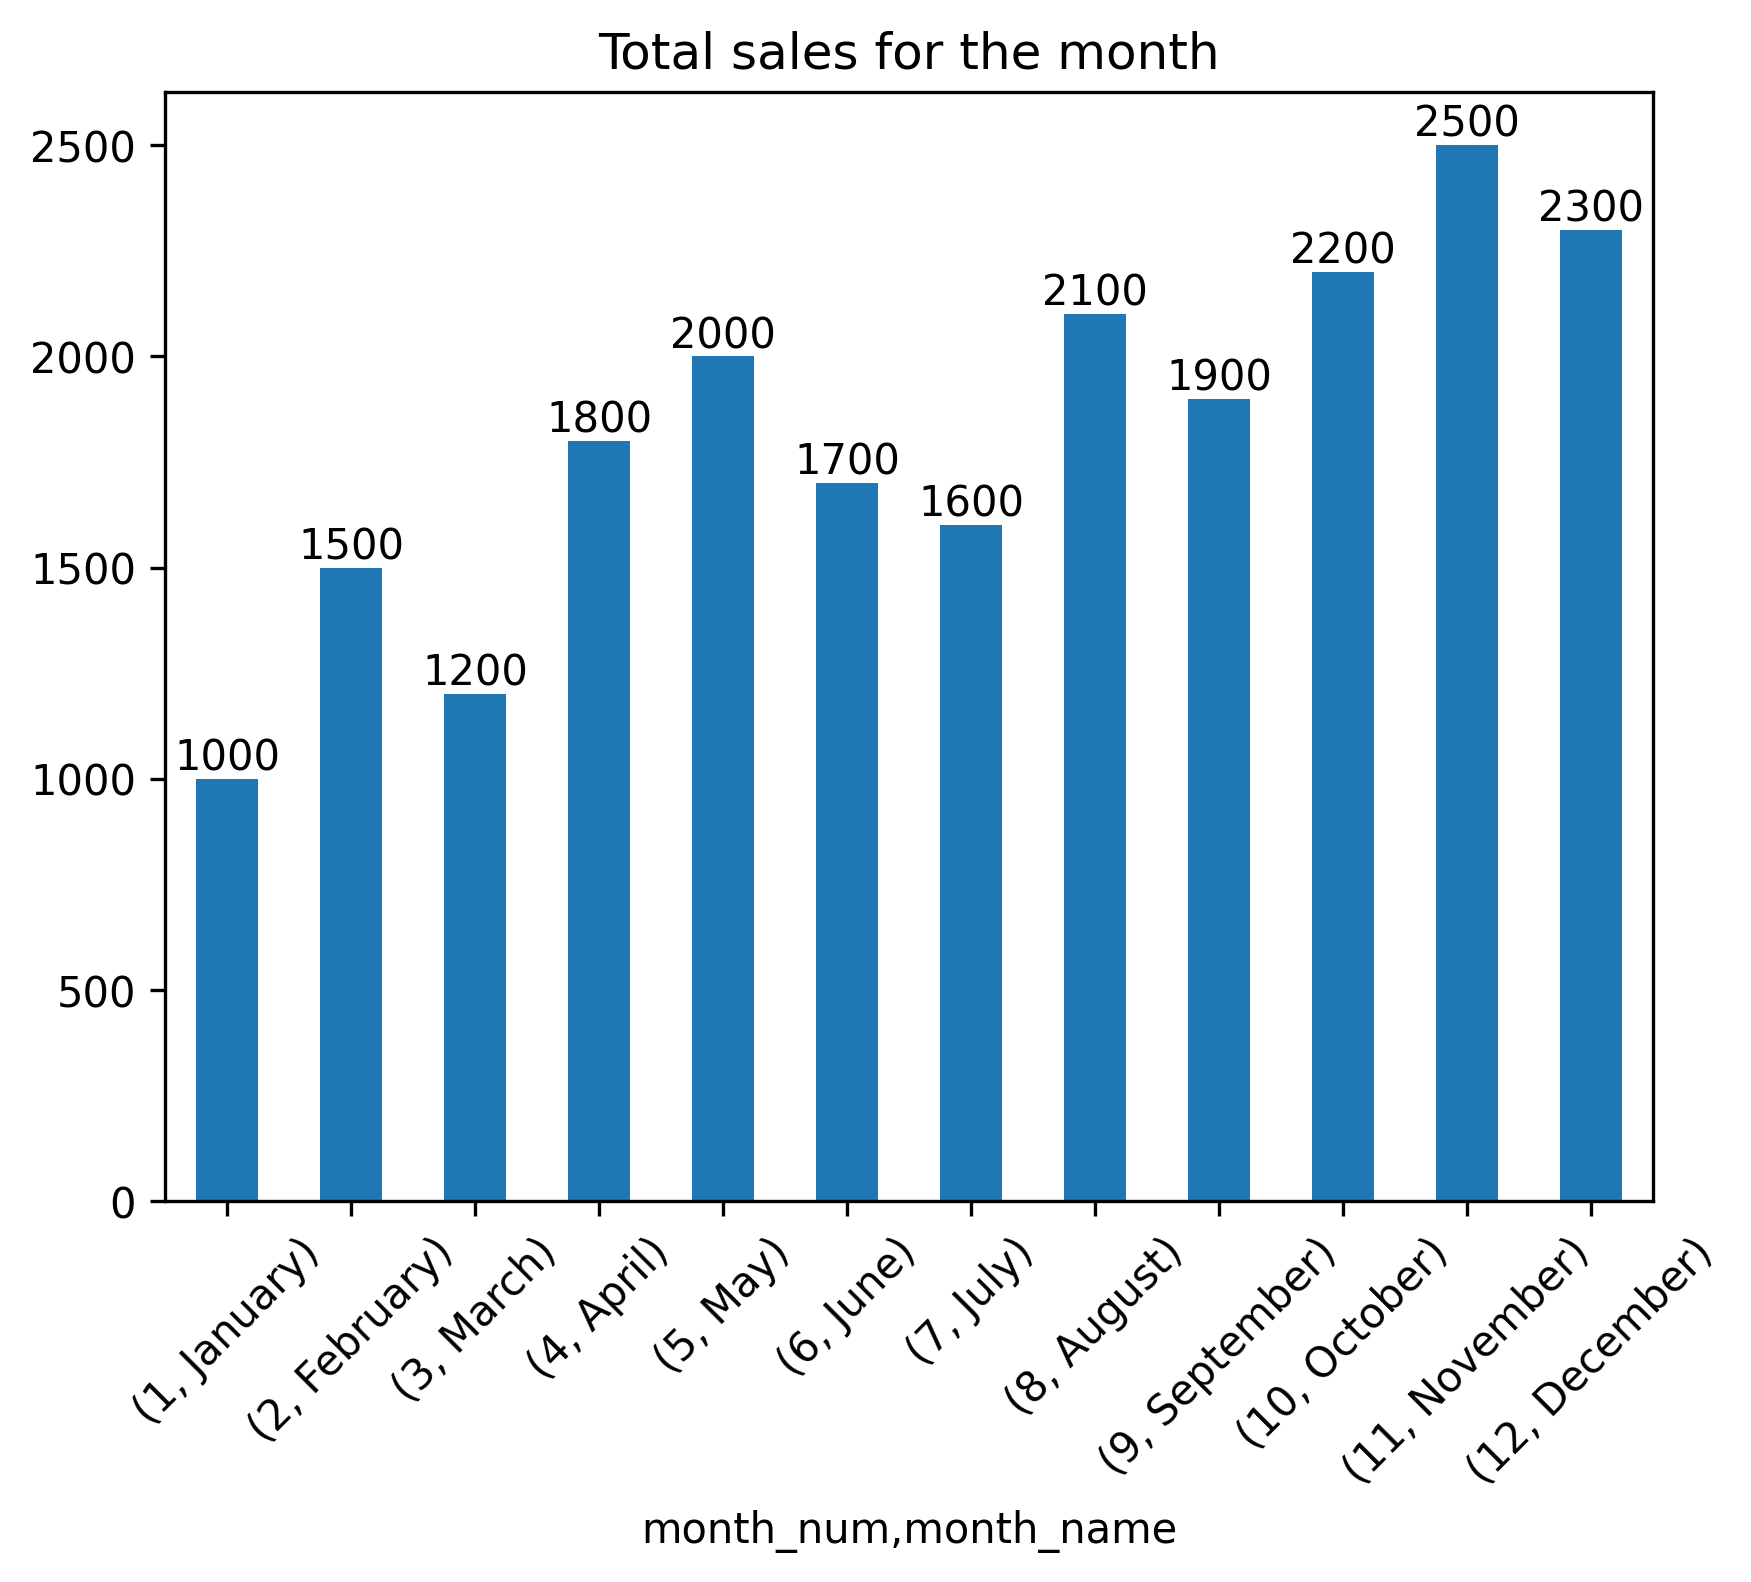 Total sales for the month
2500
2000
1500
1000
500
0
1000
1500
1200
1800
2000
1700
1600
2100
1900
2200
2500
2300
(1, January)
(2, February)
(3, March)
(4, April)
(5, May)
(6, June)
(7, July)
(8, August)
(9, September)
(10, October)
(11, November)
(12, December)
month_num,month_name